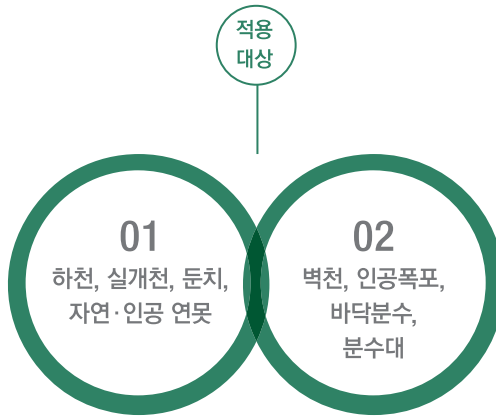 적용
대상
01
하천, 실개천, 둔치,
자연·인공 연못
02
벽천, 인공폭포,
바닥분수,
분수대